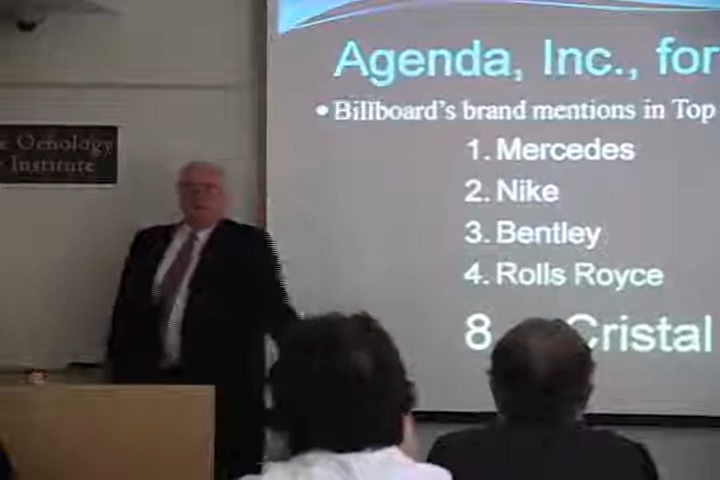 e Oenology
Institute
Agenda, Inc., for
• Billboard's brand mentions in Top
1. Mercedes
2. Nike
3. Bentley
4. Rolls Royce
8 Cristal